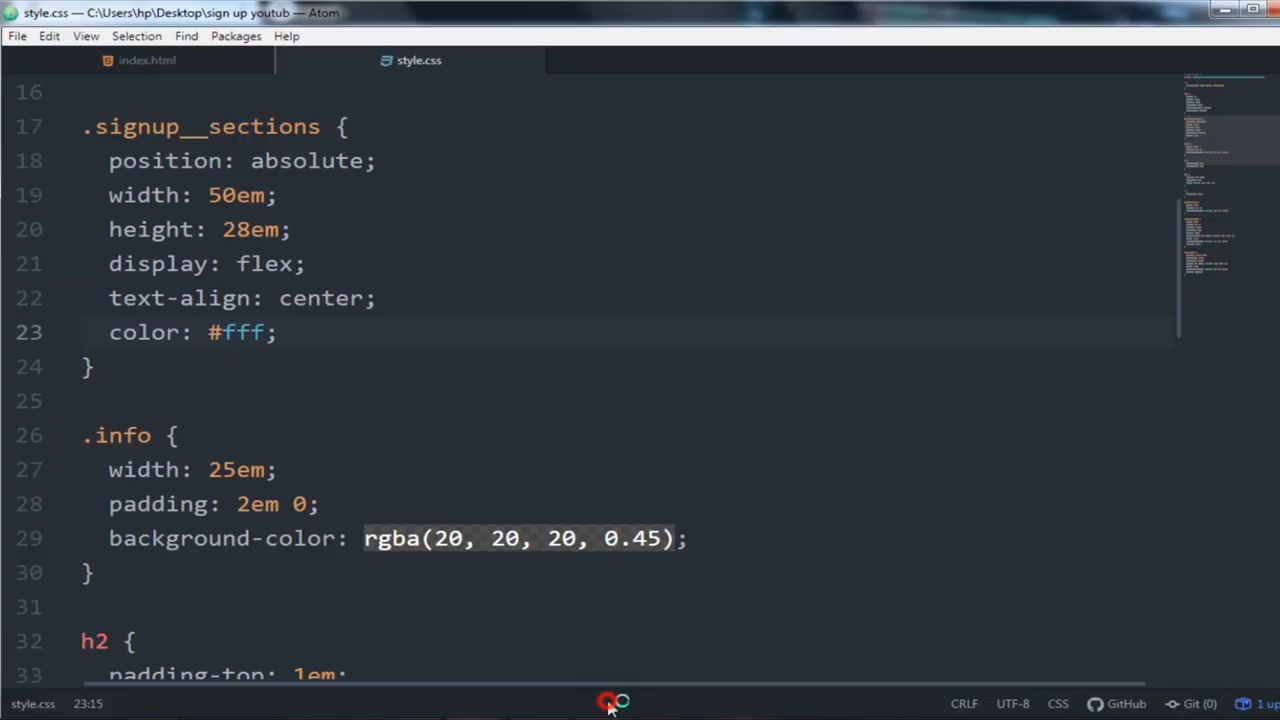 style.css — C:\Users\hp\Desktop\sign up youtub — Atom
File Edit View Selection Find Packages Help
index.html style.css
16
17 .signup__sections {
18 position: absolute;
19 width: 50em;
20 height: 28em;
21 display: flex;
22 text-align: center;
23 color: #fff;
24 }
25
26 .info {
27 width: 25em;
28 padding: 2em 0;
29 background-color: rgba(20, 20, 20, 0.45);
30 }
31
32 h2 {
33 padding-top: 1em;
style.css 23:15 CRLF UTF-8 CSS GitHub Git (0) 1 up